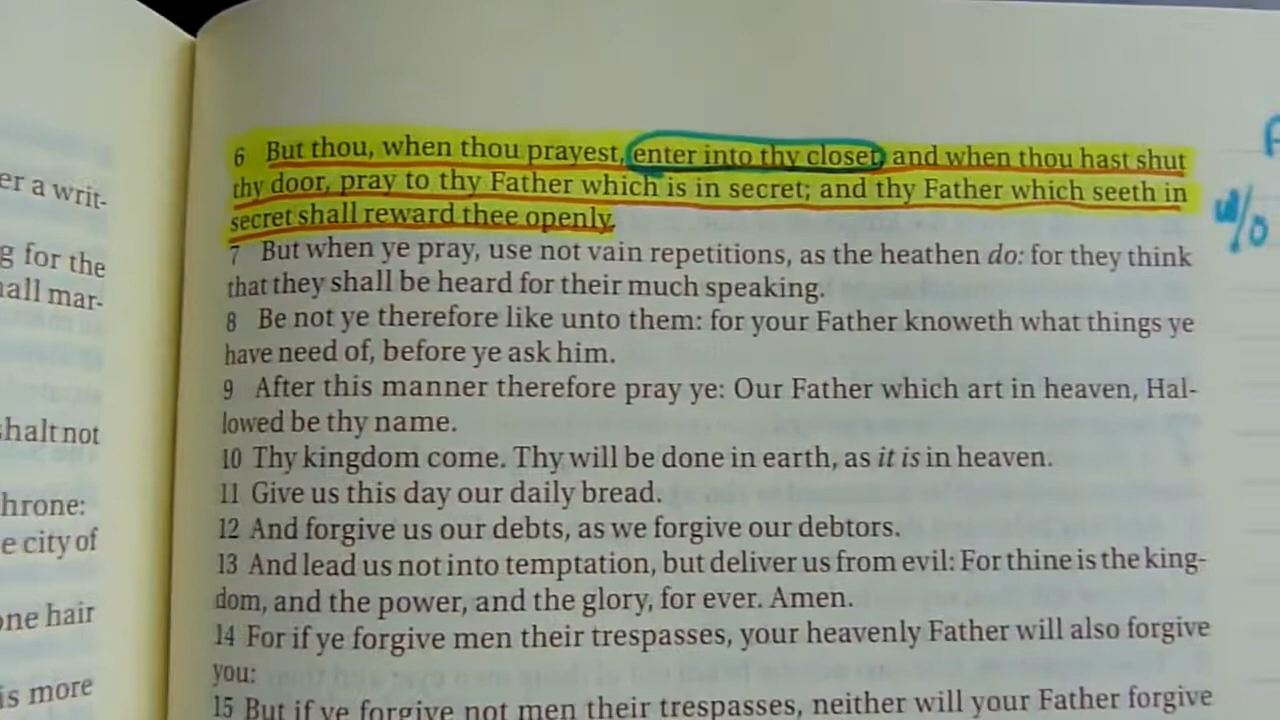 er a writ-
g for the
hall mar-
shalt not
hrone:
e city of
one hair
is more
6 But thou, when thou prayest, enter into thy closet, and when thou hast shut
thy door, pray to thy Father which is in secret; and thy Father which seeth in
secret shall reward thee openly.
7 But when ye pray, use not vain repetitions, as the heathen do: for they think
that they shall be heard for their much speaking.
8 Be not ye therefore like unto them: for your Father knoweth what things ye
have need of, before ye ask him.
9 After this manner therefore pray ye: Our Father which art in heaven, Hal-
lowed be thy name.
10 Thy kingdom come. Thy will be done in earth, as it is in heaven.
11 Give us this day our daily bread.
12 And forgive us our debts, as we forgive our debtors.
13 And lead us not into temptation, but deliver us from evil: For thine is the king-
dom, and the power, and the glory, for ever. Amen.
14 For if ye forgive men their trespasses, your heavenly Father will also forgive
you:
15 But if ye forgive not men their trespasses, neither will your Father forgive
w/o